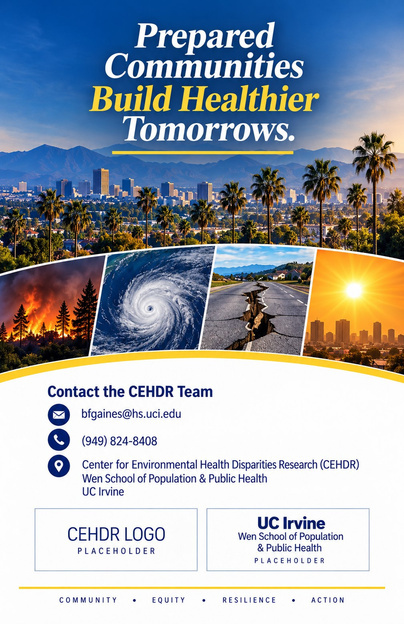 Prepared
Communities
Build Healthier
Tomorrows.
Contact the CEHDR Team
bfgaines@hs.uci.edu
(949) 824-8408
Center for Environmental Health Disparities Research (CEHDR)
Wen School of Population & Public Health
UC Irvine
CEHDR LOGO
PLACEHOLDER
UC Irvine
Wen School of Population
& Public Health
PLACEHOLDER
COMMUNITY • EQUITY • RESILIENCE • ACTION